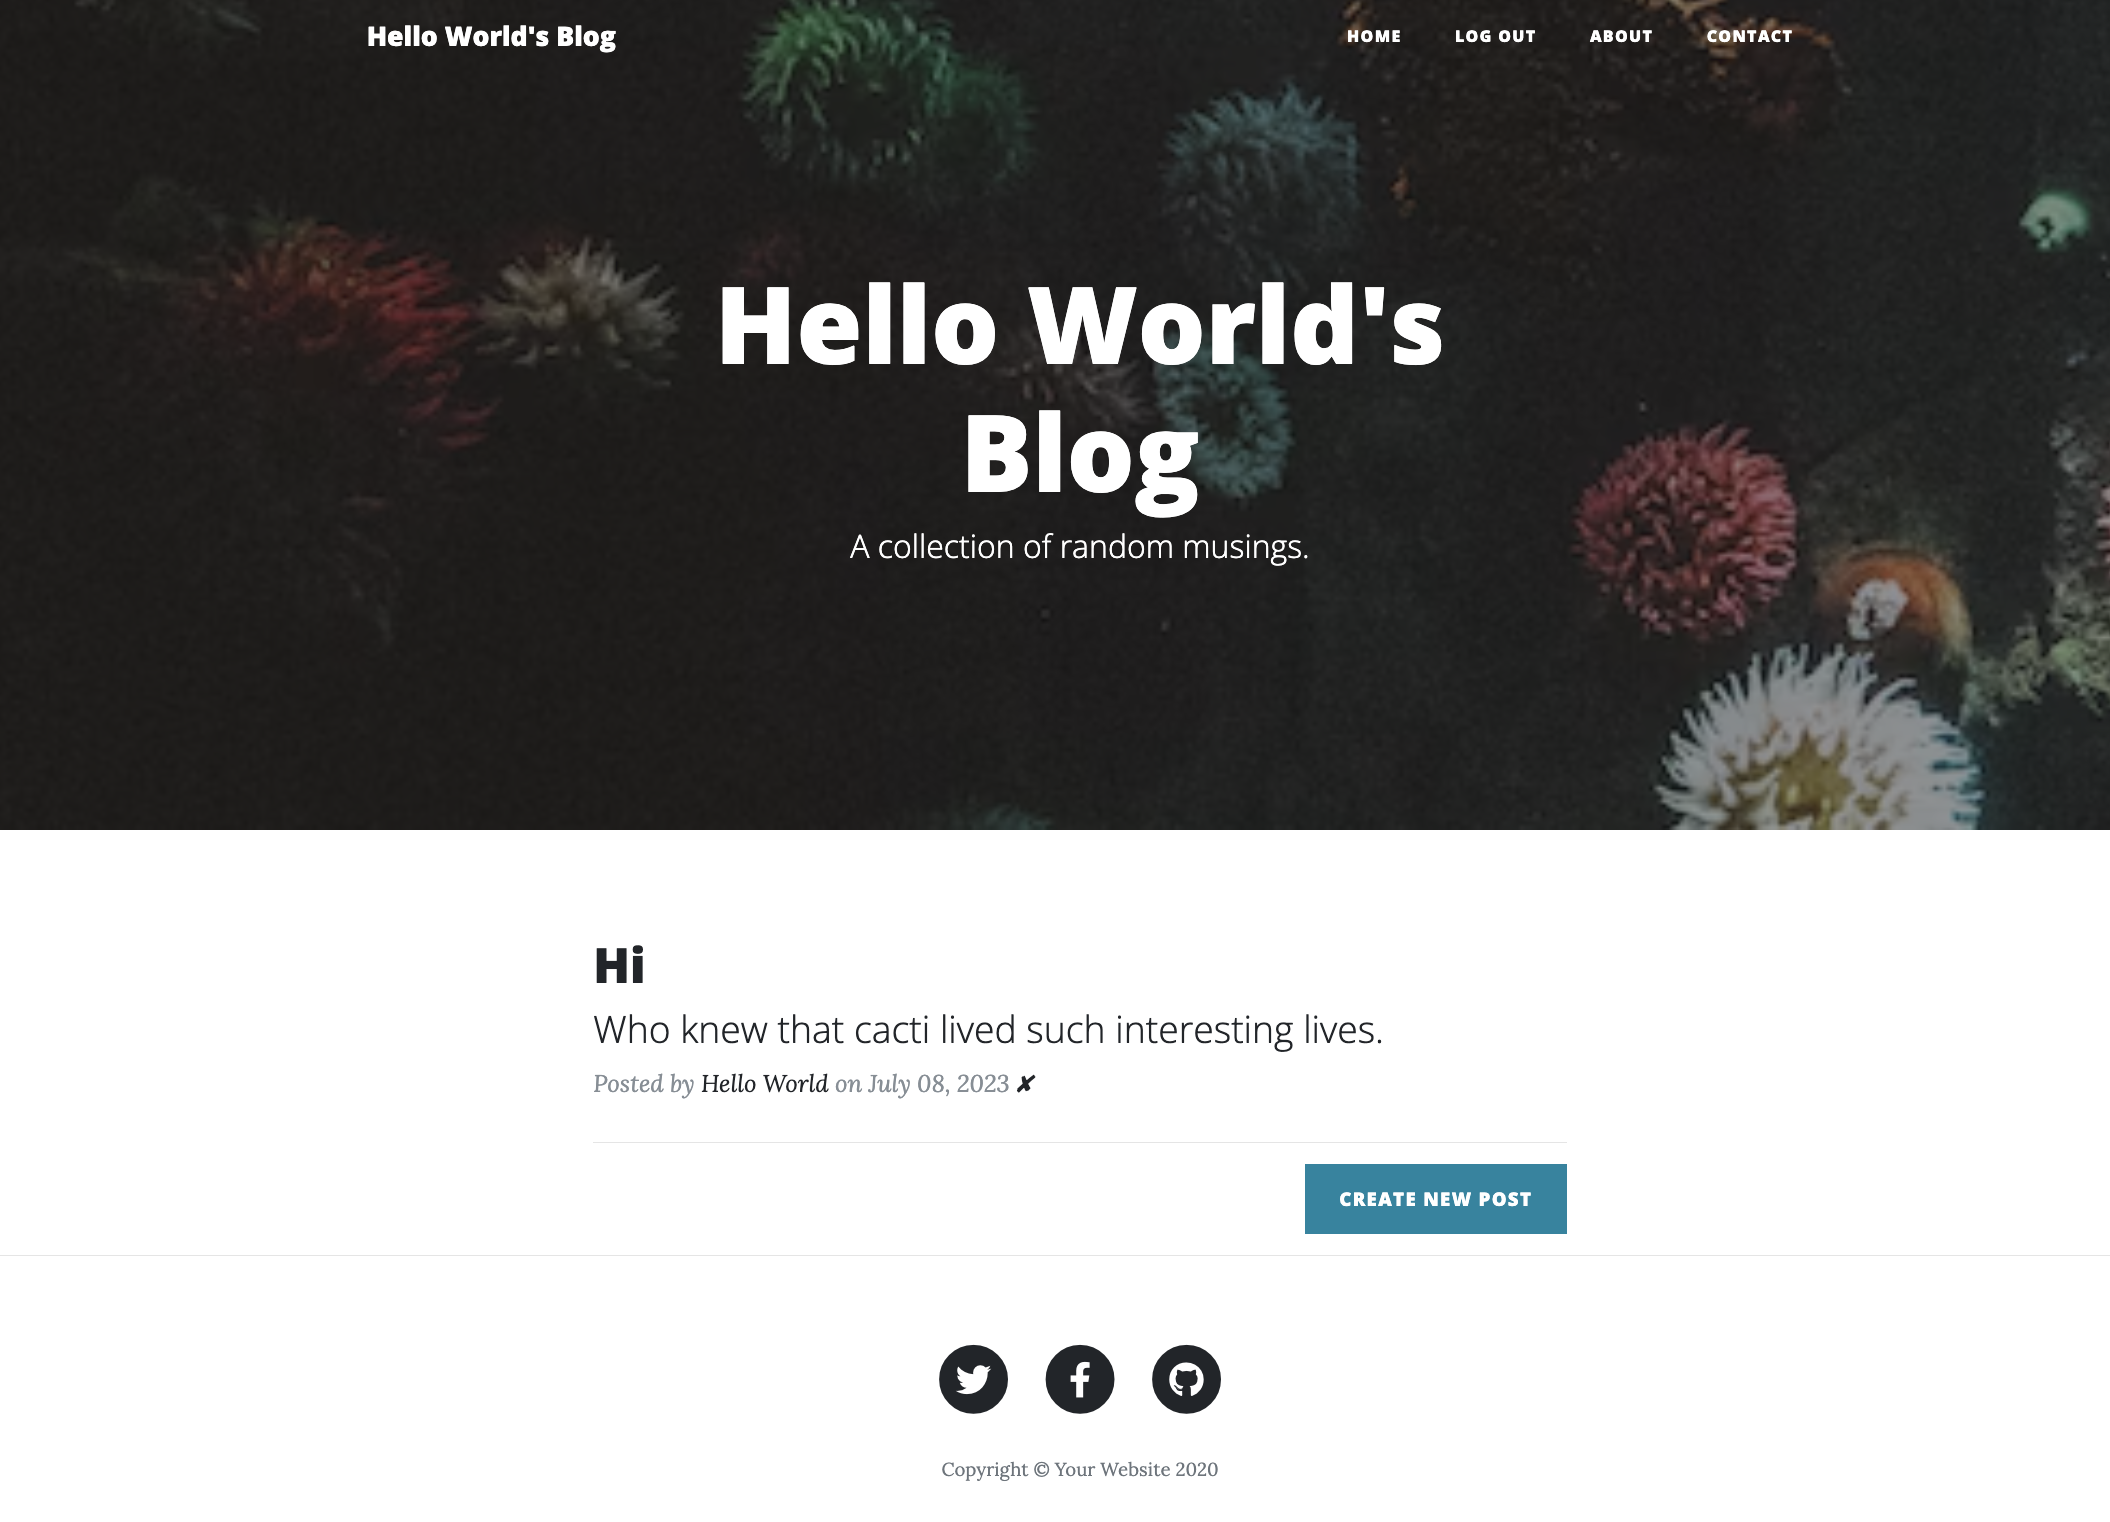 Hello World's Blog
HOME LOG OUT ABOUT CONTACT
Hello World's
Blog
A collection of random musings.
Hi
Who knew that cacti lived such interesting lives.
Posted by Hello World on July 08, 2023 ✘
CREATE NEW POST
Copyright © Your Website 2020